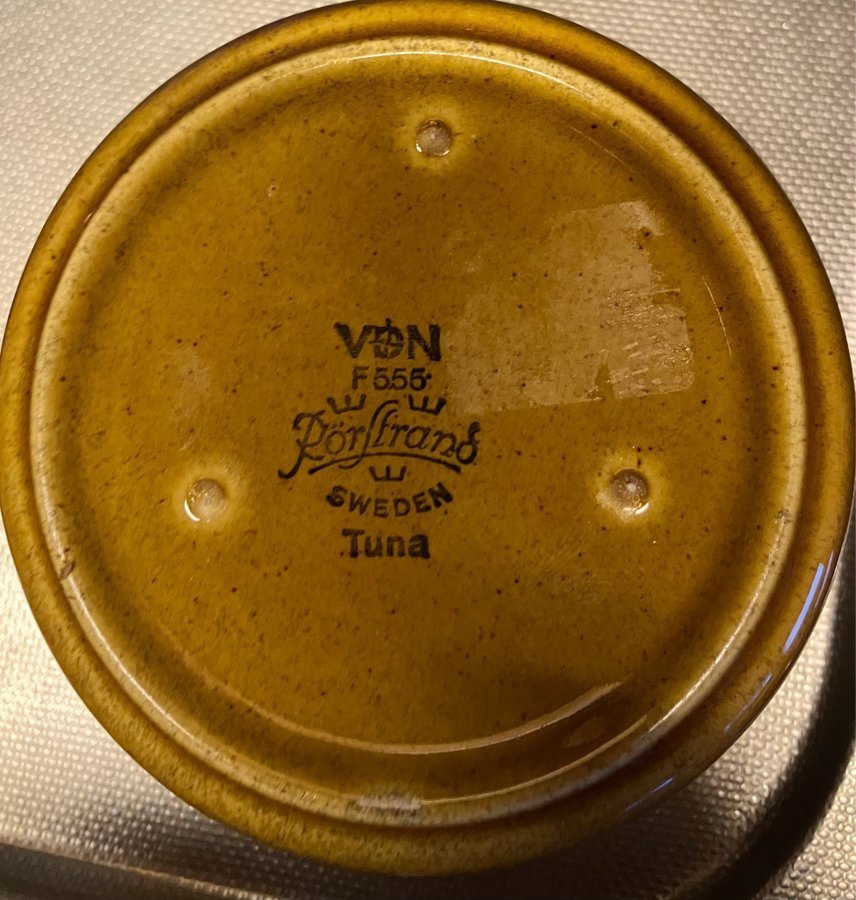 VDN
F555
Rörstrand
SWEDEN
Tuna